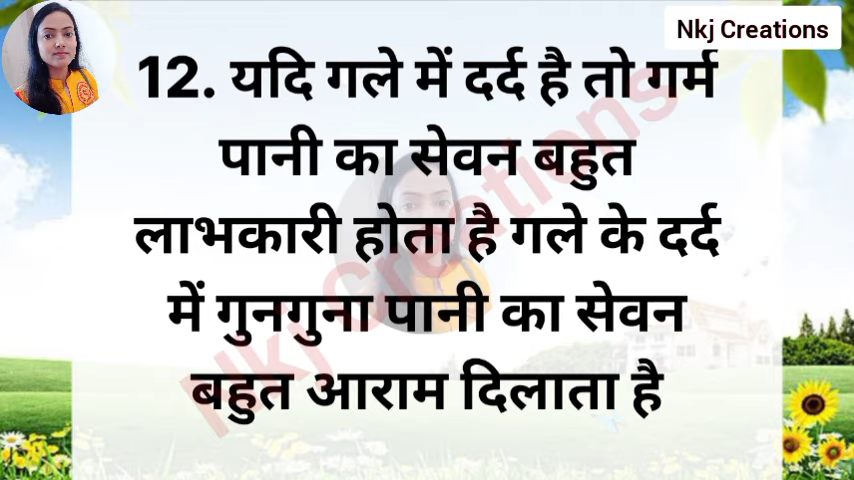 Nkj Creations
12. यदि गले में दर्द है तो गर्म
पानी का सेवन बहुत
लाभकारी होता है गले के दर्द
में गुनगुना पानी का सेवन
बहुत आराम दिलाता है
Nkj Creations